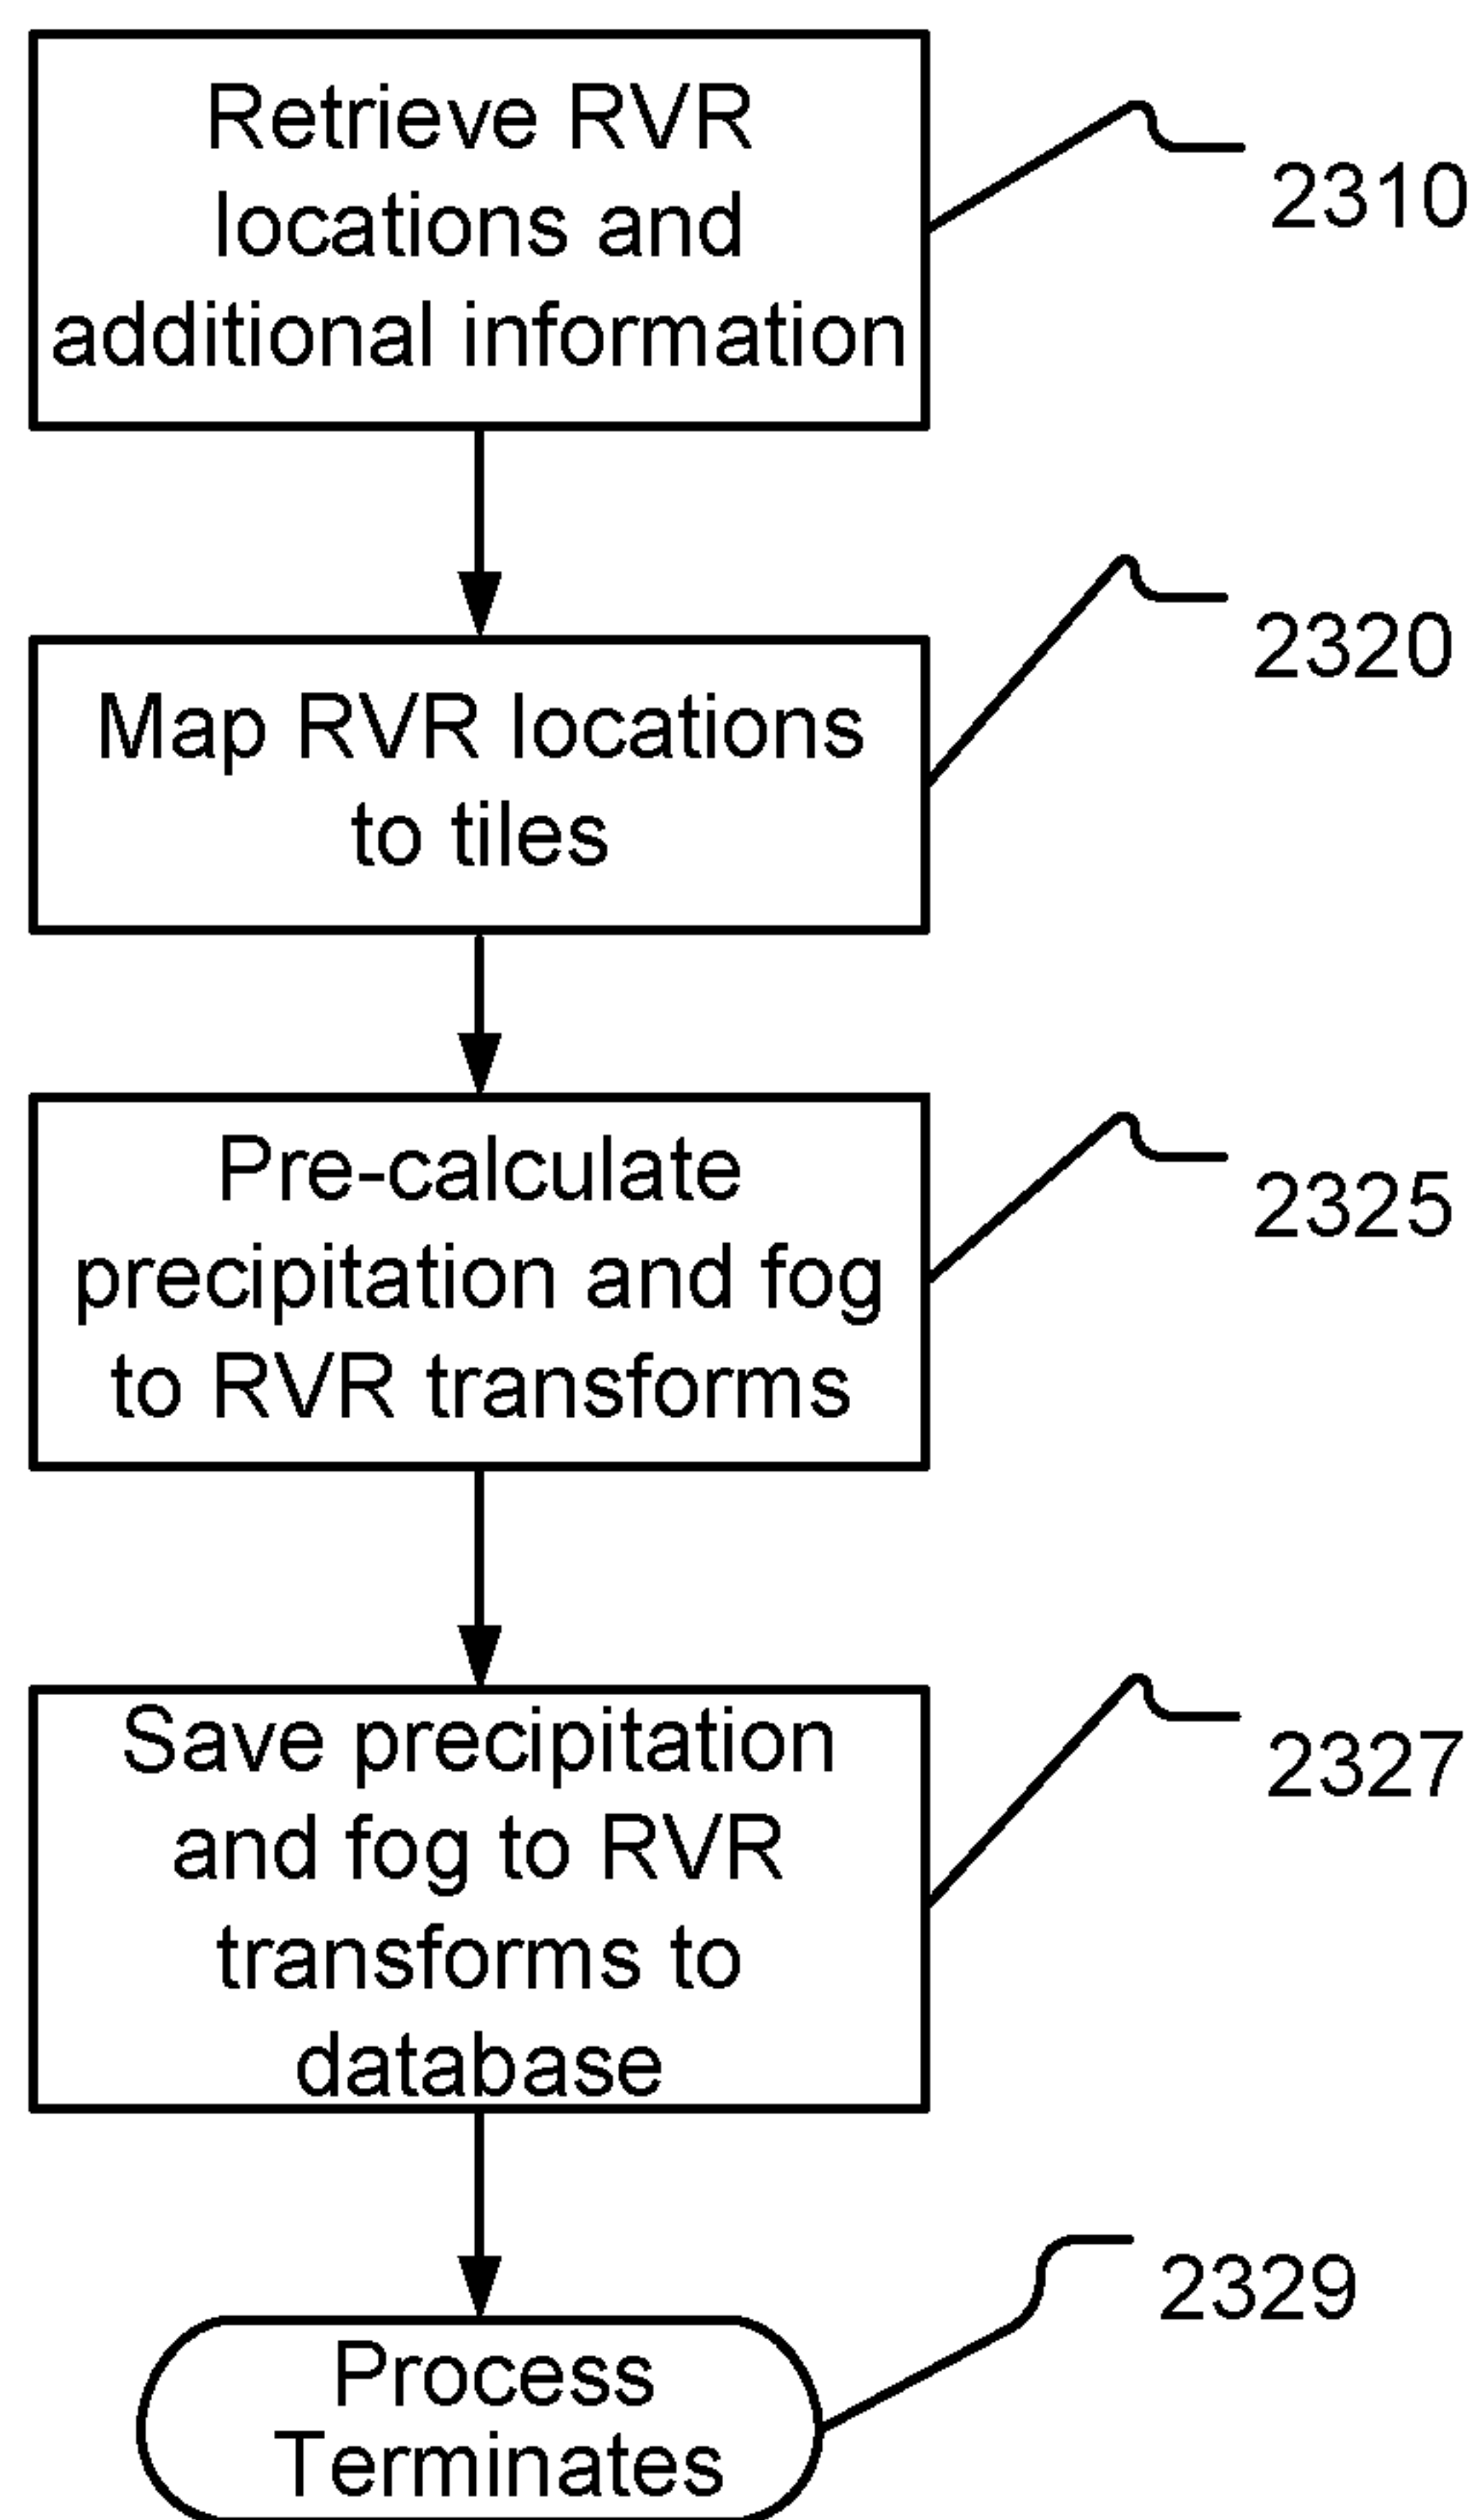 Retrieve RVR
locations and
additional information
2310
Map RVR locations
to tiles
2320
Pre-calculate
precipitation and fog
to RVR transforms
2325
Save precipitation
and fog to RVR
transforms to
database
2327
Process
Terminates
2329